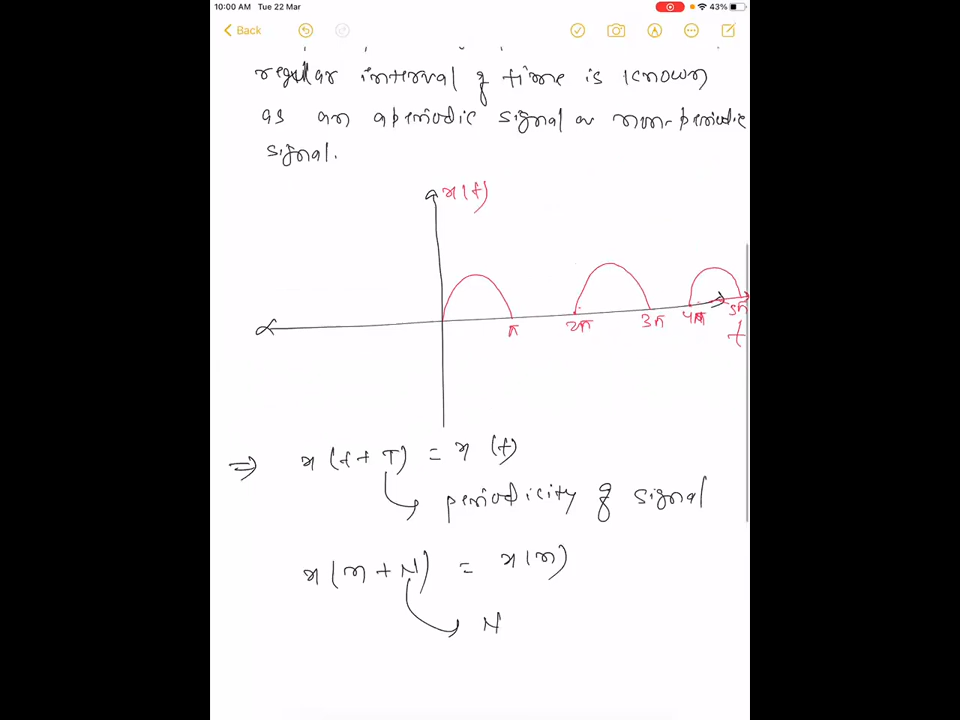 10:00 AM Tue 22 Mar 43%
Back
regular interval of time is known
as an aperiodic signal or non-periodic
signal.
x(t)
π 2π 3π 4π 5π
t
⇒ x(t+T) = x(t)
periodicity of signal
x(n+N) = x(n)
N